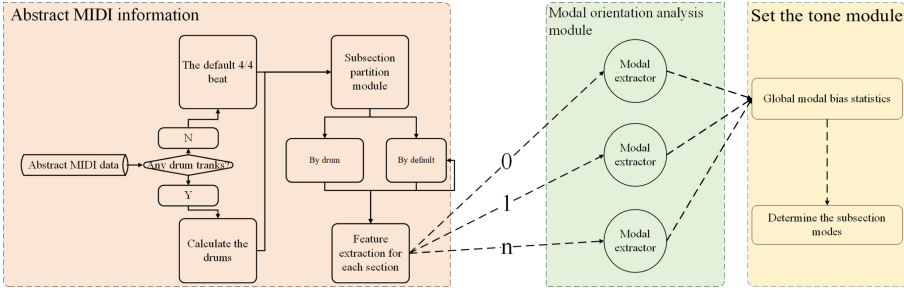 Abstract MIDI information
Modal orientation analysis
module
Set the tone module
The default 4/4
beat
Subsection
partition
module
Modal
extractor
Global modal bias statistics
N
Abstract MIDI data
Any drum tranks?
By drum
By default
0
Modal
extractor
Y
1
Calculate the
drums
Feature
extraction for
each section
n
Modal
extractor
Determine the subsection
modes